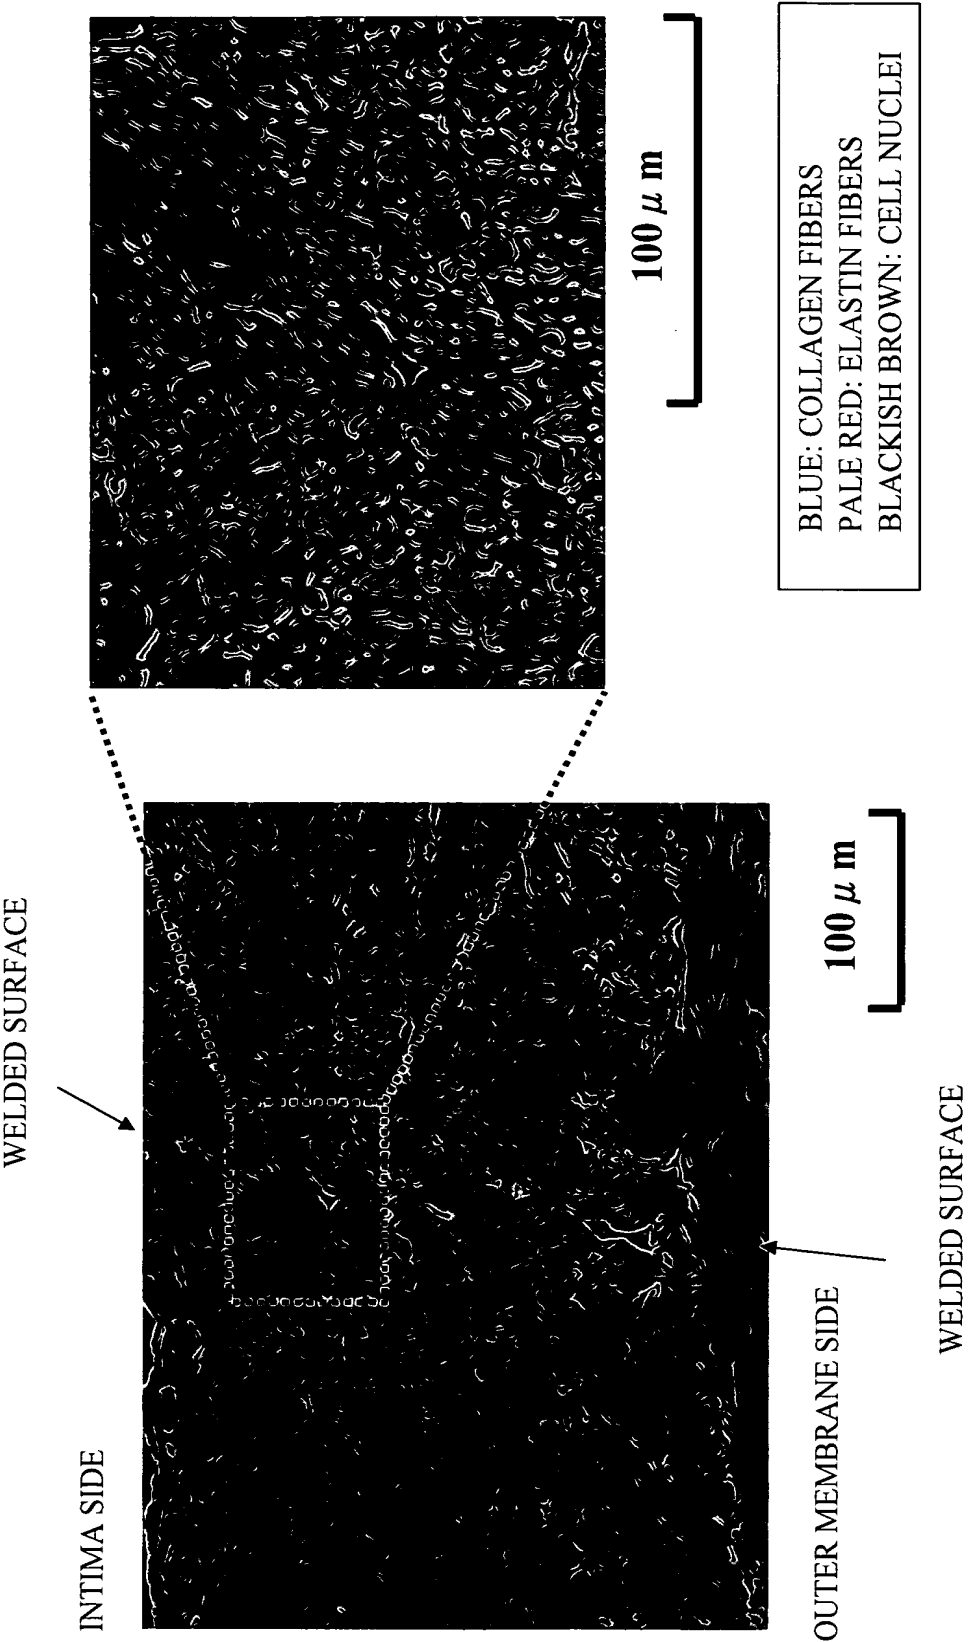 WELDED SURFACE
INTIMA SIDE
100 μ m
100 μ m
OUTER MEMBRANE SIDE
WELDED SURFACE
BLUE: COLLAGEN FIBERS
PALE RED: ELASTIN FIBERS
BLACKISH BROWN: CELL NUCLEI